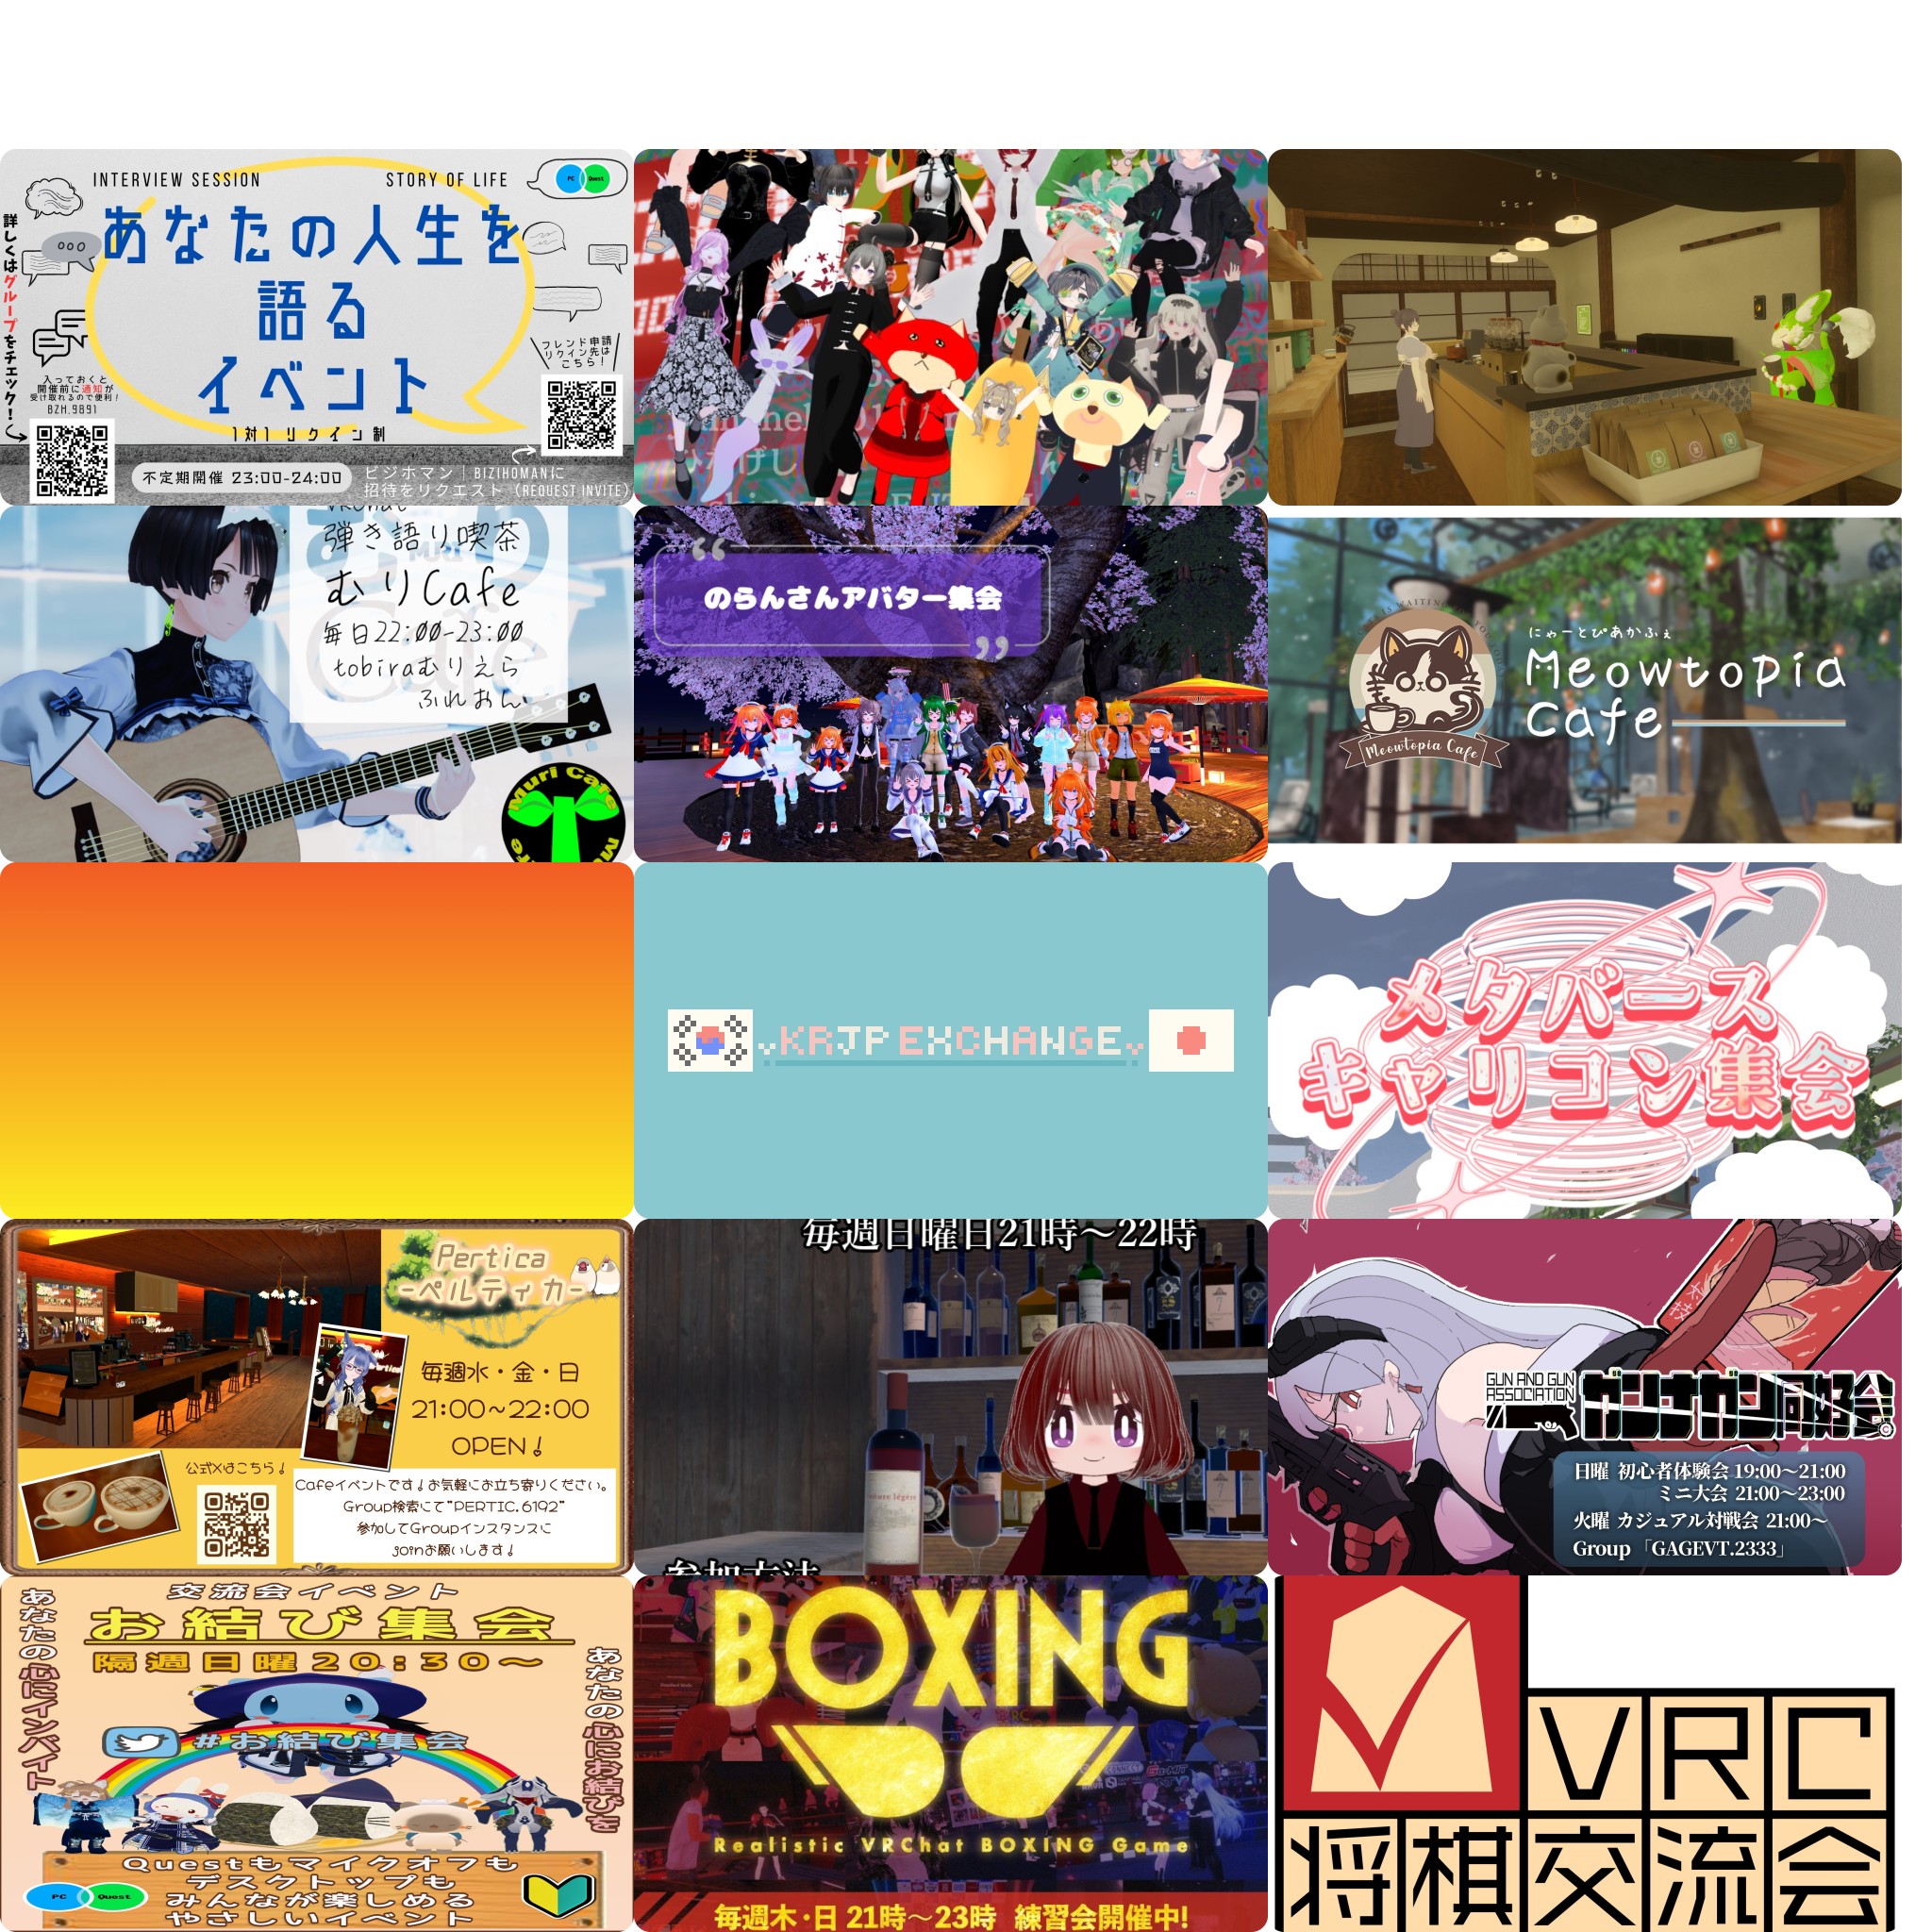 INTERVIEW SESSION
STORY OF LIFE
PC
Quest
あなたの人生を
語る
イベント
1対1 リクイン制
詳しくはグループをチェック!
入っておくと
開催前に通知が
受け取れるので便利!
BZH.9891
フレンド申請
リクイン先は
こちら!
不定期開催 23:00-24:00
ビジホマン｜BIZIHOMANに
招待をリクエスト (REQUEST INVITE)
弾き語り喫茶
むりCafe
毎日22:00-23:00
tobiraむりえら
ふれおん
Muri Cafe
のらんさんアバター集会
にゃーとぴあかふぇ
Meowtopia
Cafe
Meowtopia Cafe
KRJP EXCHANGE
メタバース
キャリコン集会
Pertica
-ペルティカ-
毎週水・金・日
21:00~22:00
OPEN!
公式Xはこちら!
Cafeイベントです!お気軽にお立ち寄りください。
Group検索にて"PERTIC.6192"
参加してGroupインスタンスに
joinお願いします!
毎週日曜日21時〜22時
参加方法
GUN AND GUN
ASSOCIATION
ガンナガン同好会
日曜 初心者体験会 19:00〜21:00
ミニ大会 21:00〜23:00
火曜 カジュアル対戦会 21:00〜
Group「GAGEVT.2333」
交流会イベント
お結び集会
隔週日曜20:30〜
あなたの心にインバイト
あなたの心にお結びを
#お結び集会
Questもマイクオフも
デスクトップも
みんなが楽しめる
やさしいイベント
PC
Quest
BOXING
Realistic VRChat BOXING Game
毎週木・日 21時〜23時 練習会開催中!
VRC
将棋交流会